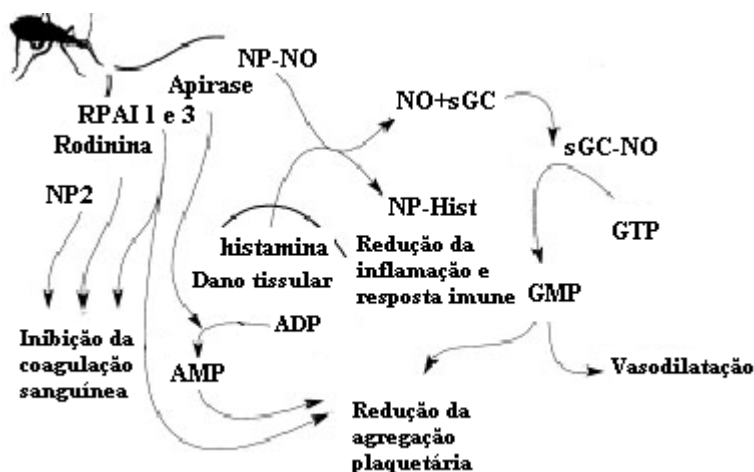 NP-NO
Apirase
RPAI 1 e 3
Rodinina
NP2
NO+sGC
sGC-NO
NP-Hist
GTP
histamina
Dano tissular
Redução da
inflamação e
resposta imune
GMP
ADP
AMP
Inibição da
coagulação
sanguínea
Vasodilatação
Redução da
agregação
plaquetária